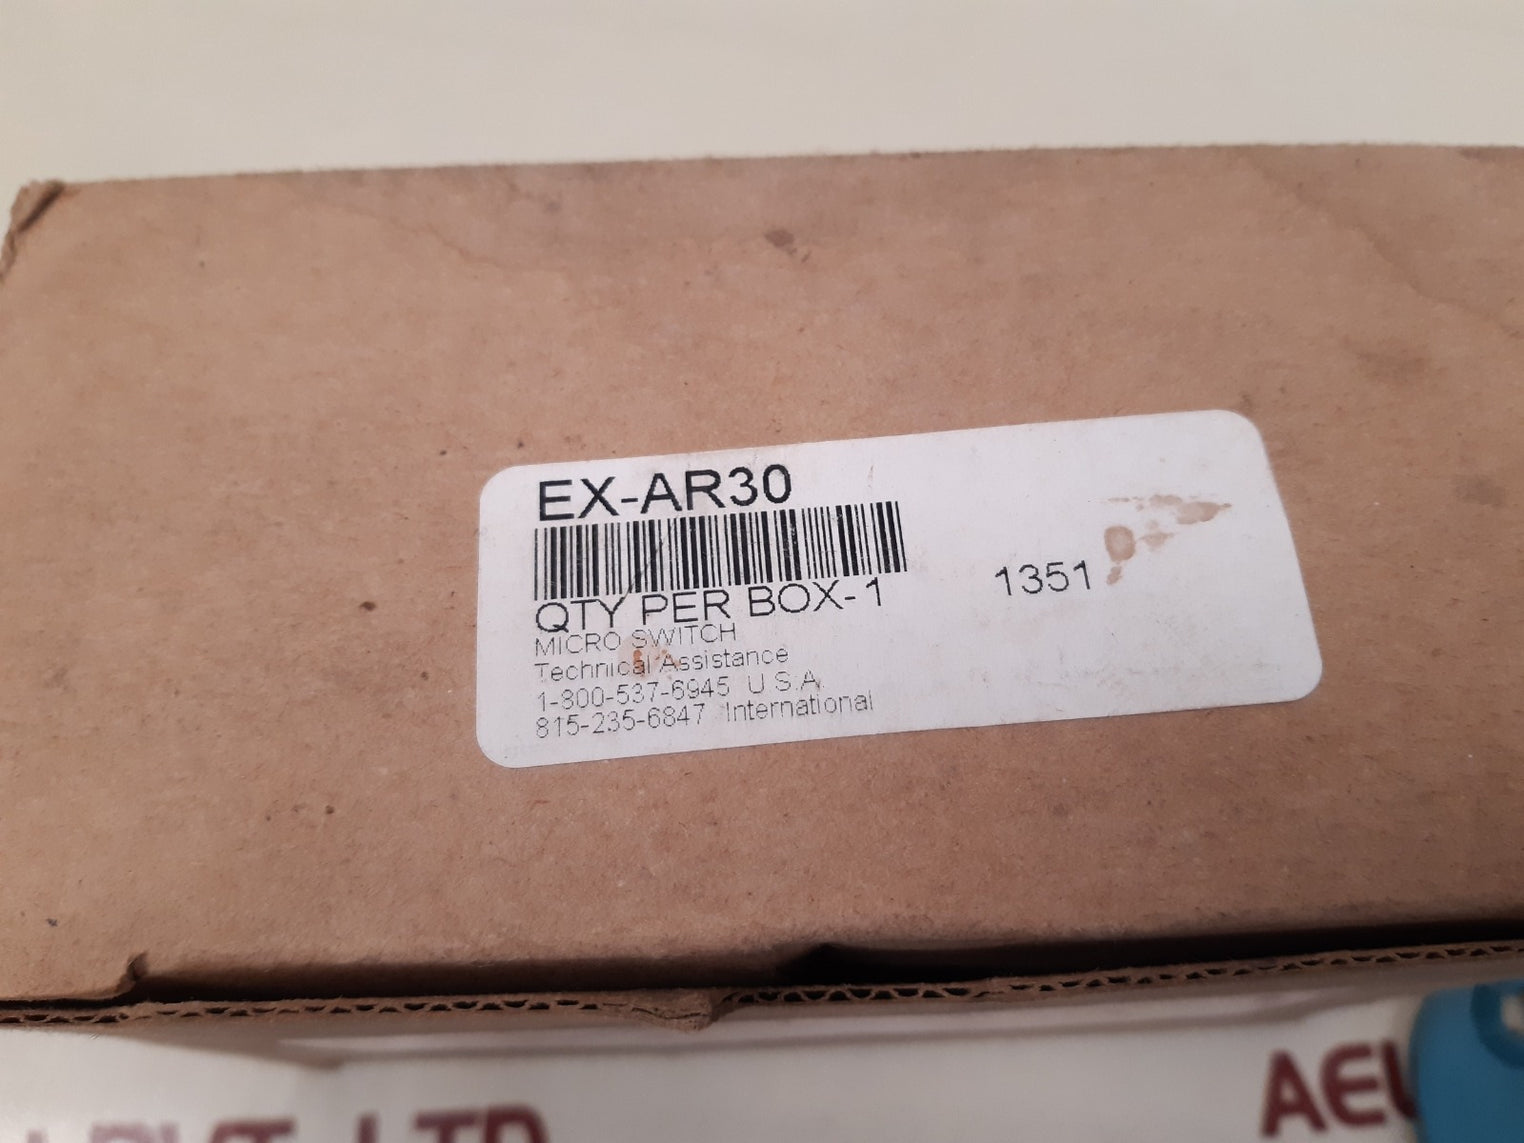 EX-AR30
QTY PER BOX-1 1351
MICRO SWITCH
Technical Assistance
1-800-537-6945 U.S.A.
815-235-6847 International
LTD